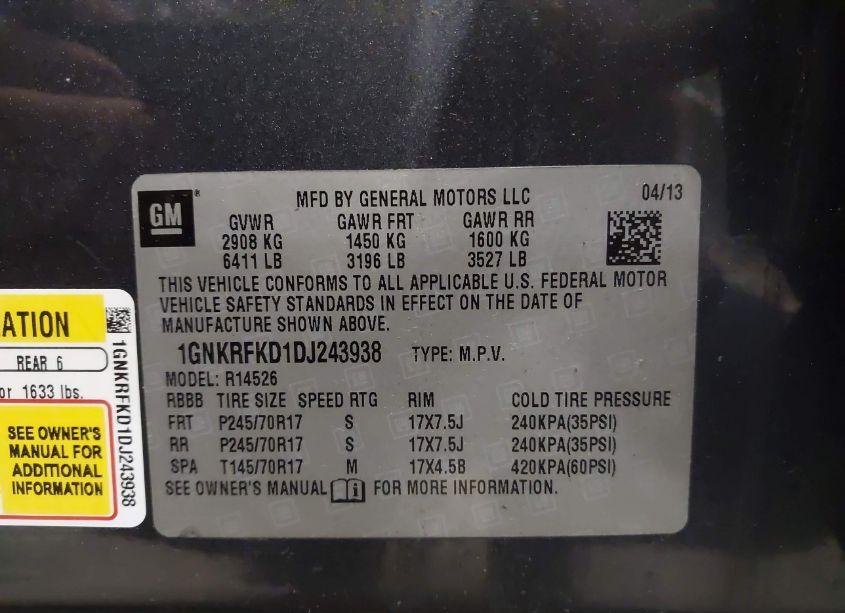 GM
®
MFD BY GENERAL MOTORS LLC 04/13
GVWR GAWR FRT GAWR RR
2908 KG 1450 KG 1600 KG
6411 LB 3196 LB 3527 LB
THIS VEHICLE CONFORMS TO ALL APPLICABLE U.S. FEDERAL MOTOR
VEHICLE SAFETY STANDARDS IN EFFECT ON THE DATE OF
MANUFACTURE SHOWN ABOVE.
1GNKRFKD1DJ243938 TYPE: M.P.V.
MODEL: R14526
RBBB TIRE SIZE SPEED RTG RIM COLD TIRE PRESSURE
FRT P245/70R17 S 17X7.5J 240KPA(35PSI)
RR P245/70R17 S 17X7.5J 240KPA(35PSI)
SPA T145/70R17 M 17X4.5B 420KPA(60PSI)
SEE OWNER'S MANUAL i FOR MORE INFORMATION.
ATION
REAR 6
or 1633 lbs.
SEE OWNER'S
MANUAL FOR
ADDITIONAL
INFORMATION
1GNKRFKD1DJ243938